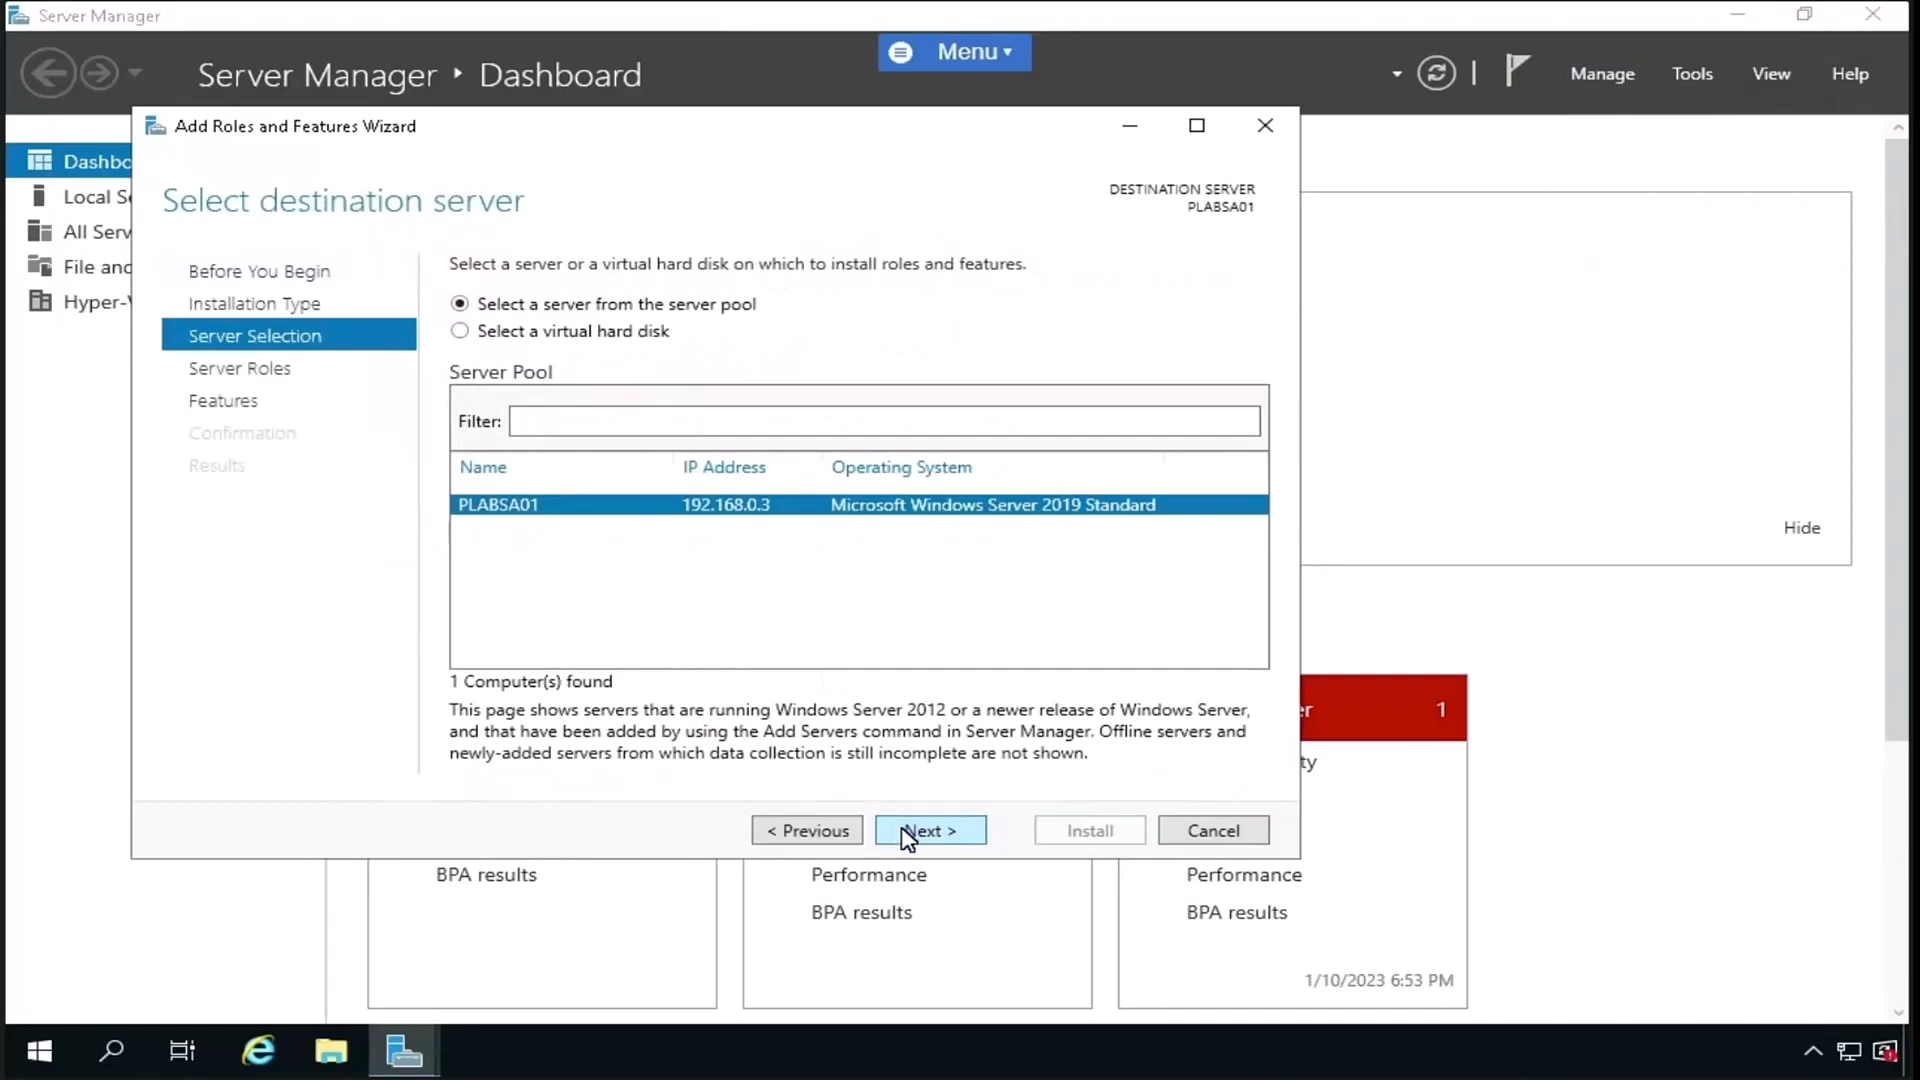 Server Manager
Server Manager ‣ Dashboard
Menu
Manage
Tools
View
Help
Add Roles and Features Wizard
Select destination server
DESTINATION SERVER
PLABSA01
Before You Begin
Installation Type
Server Selection
Server Roles
Features
Confirmation
Results
Select a server or a virtual hard disk on which to install roles and features.
Select a server from the server pool
Select a virtual hard disk
Server Pool
Filter:
Name IP Address Operating System
PLABSA01 192.168.0.3 Microsoft Windows Server 2019 Standard
1 Computer(s) found
This page shows servers that are running Windows Server 2012 or a newer release of Windows Server,
and that have been added by using the Add Servers command in Server Manager. Offline servers and
newly-added servers from which data collection is still incomplete are not shown.
< Previous
Next >
Install
Cancel
Dashbo
Local Se
All Serv
File and
Hyper-V
Hide
er 1
ty
BPA results
Performance
BPA results
Performance
BPA results
1/10/2023 6:53 PM